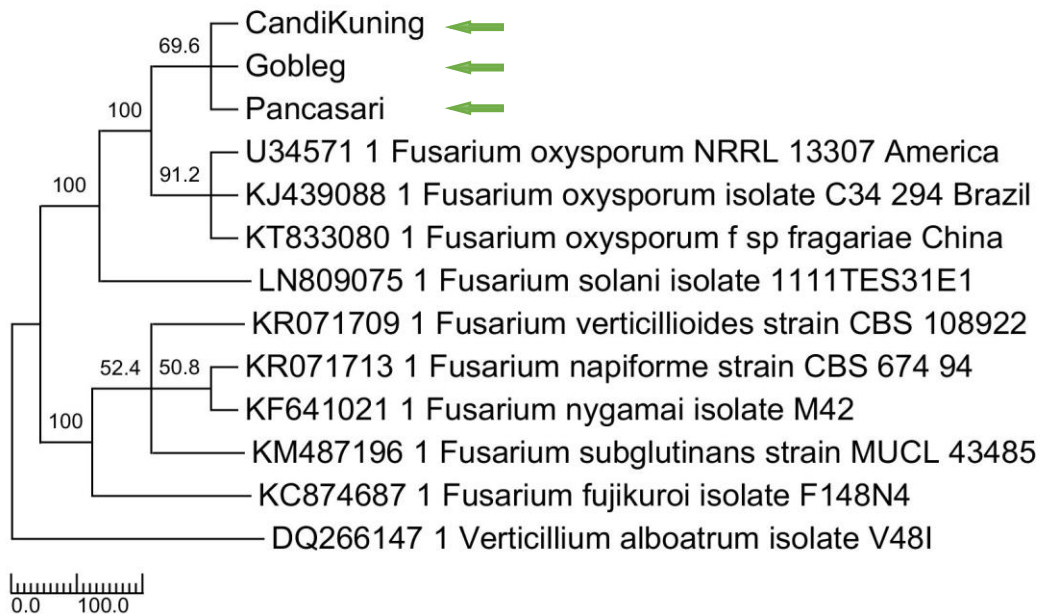 CandiKuning
69.6
Gobleg
100
Pancasari
U34571 1 Fusarium oxysporum NRRL 13307 America
91.2
100
KJ439088 1 Fusarium oxysporum isolate C34 294 Brazil
KT833080 1 Fusarium oxysporum f sp fragariae China
LN809075 1 Fusarium solani isolate 1111TES31E1
KR071709 1 Fusarium verticillioides strain CBS 108922
52.4 50.8
KR071713 1 Fusarium napiforme strain CBS 674 94
KF641021 1 Fusarium nygamai isolate M42
100
KM487196 1 Fusarium subglutinans strain MUCL 43485
KC874687 1 Fusarium fujikuroi isolate F148N4
DQ266147 1 Verticillium alboatrum isolate V48I
0.0 100.0